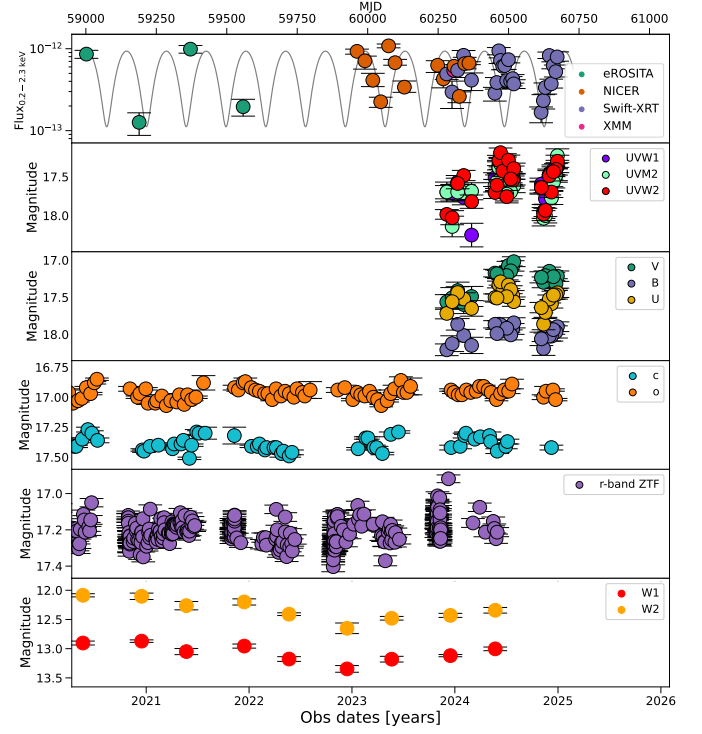 MJD
59000 59250 59500 59750 60000 60250 60500 60750 61000
10⁻¹²
10⁻¹³
Flux₀.₂₋₂.₃ keV
eROSITA
NICER
Swift-XRT
XMM
17.5
18.0
Magnitude
UVW1
UVM2
UVW2
17.0
17.5
18.0
Magnitude
V
B
U
16.75
17.00
17.25
17.50
Magnitude
c
o
17.0
17.2
17.4
Magnitude
r-band ZTF
12.0
12.5
13.0
13.5
Magnitude
W1
W2
2021 2022 2023 2024 2025 2026
Obs dates [years]